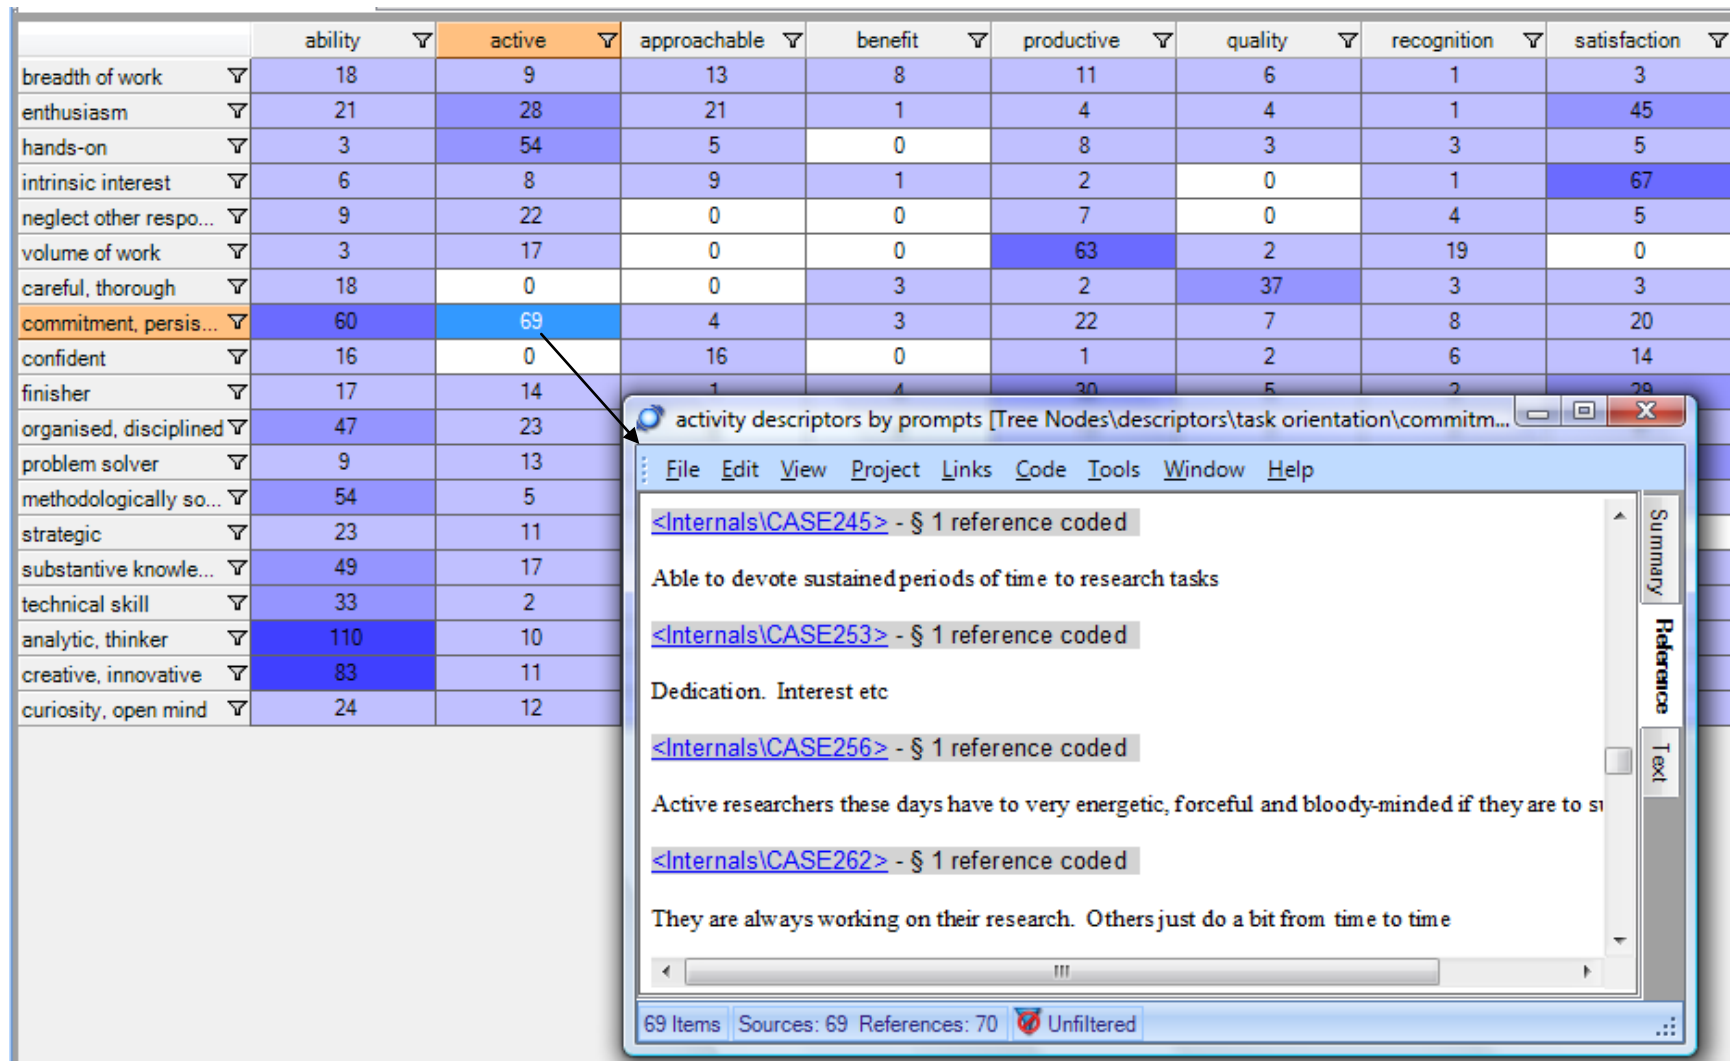 ability active approachable benefit productive quality recognition satisfaction
breadth of work 18 9 13 8 11 6 1 3
enthusiasm 21 28 21 1 4 4 1 45
hands-on 3 54 5 0 8 3 3 5
intrinsic interest 6 8 9 1 2 0 1 67
neglect other respo... 9 22 0 0 7 0 4 5
volume of work 3 17 0 0 63 2 19 0
careful, thorough 18 0 0 3 2 37 3 3
commitment, persis... 60 69 4 3 22 7 8 20
confident 16 0 16 0 1 2 6 14
finisher 17 14 1 4 30 5 2 29
organised, disciplined 47 23
problem solver 9 13
methodologically so... 54 5
strategic 23 11
substantive knowle... 49 17
technical skill 33 2
analytic, thinker 110 10
creative, innovative 83 11
curiosity, open mind 24 12
activity descriptors by prompts [Tree Nodes\descriptors\task orientation\commitm...
File Edit View Project Links Code Tools Window Help
<Internals\CASE245> - § 1 reference coded
Able to devote sustained periods of time to research tasks
<Internals\CASE253> - § 1 reference coded
Dedication. Interest etc
<Internals\CASE256> - § 1 reference coded
Active researchers these days have to very energetic, forceful and bloody-minded if they are to su
<Internals\CASE262> - § 1 reference coded
They are always working on their research. Others just do a bit from time to time
Summary
Reference
Text
69 Items Sources: 69 References: 70 Unfiltered